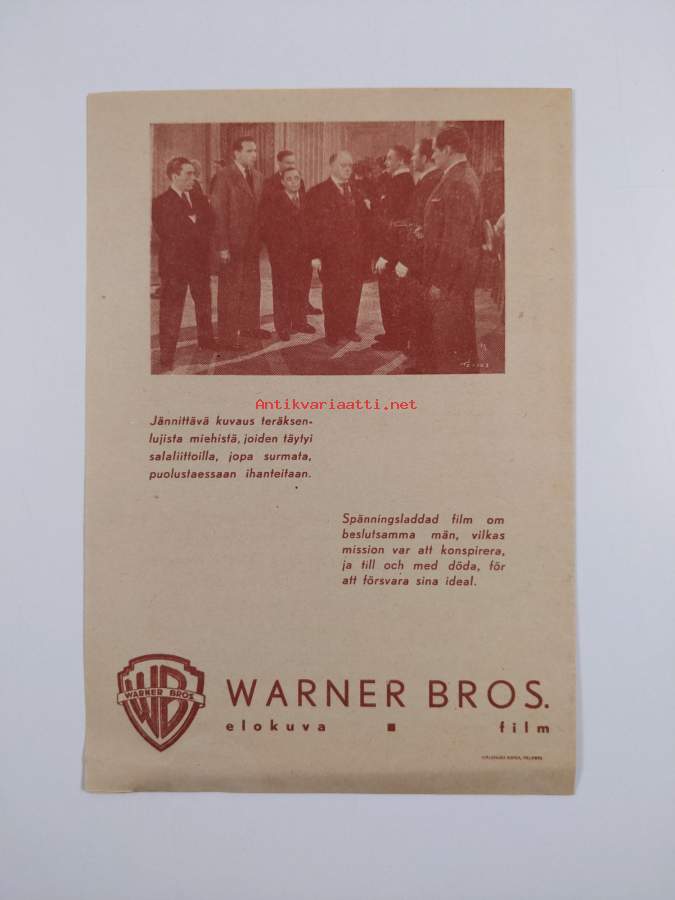 Antikvariaatti.net
Jännittävä kuvaus teräksen-
lujista miehistä, joiden täytyi
salaliittoilla, jopa surmata,
puolustaessaan ihanteitaan.
Spänningsladdad film om
beslutsamma män, vilkas
mission var att konspirera,
ja till och med döda, för
att försvara sina ideal.
WB
WARNER BROS.
WARNER BROS.
elokuva ■ film